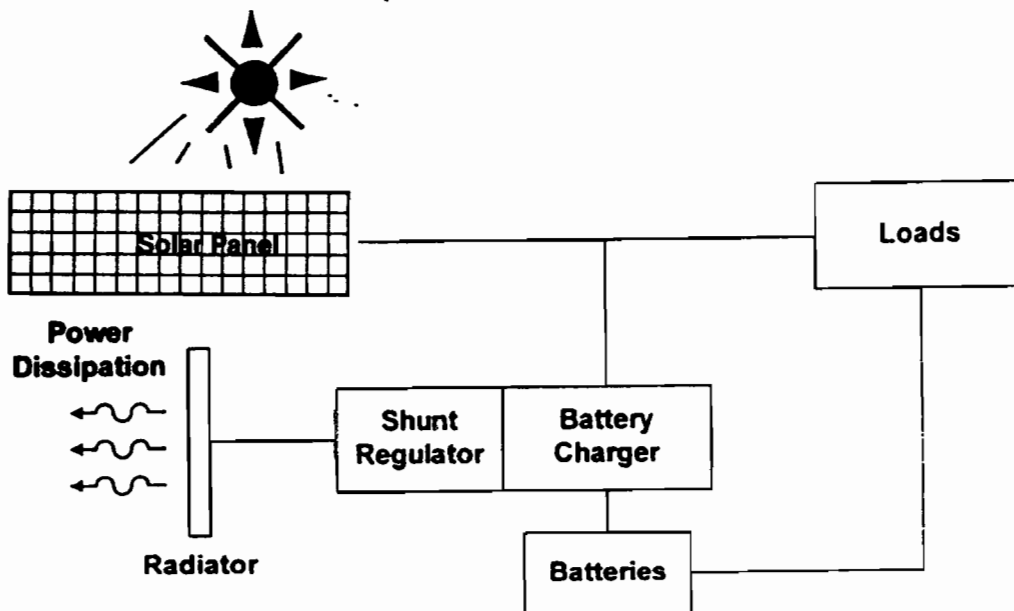 Solar Panel
Loads
Power
Dissipation
Shunt
Regulator
Battery
Charger
Radiator
Batteries